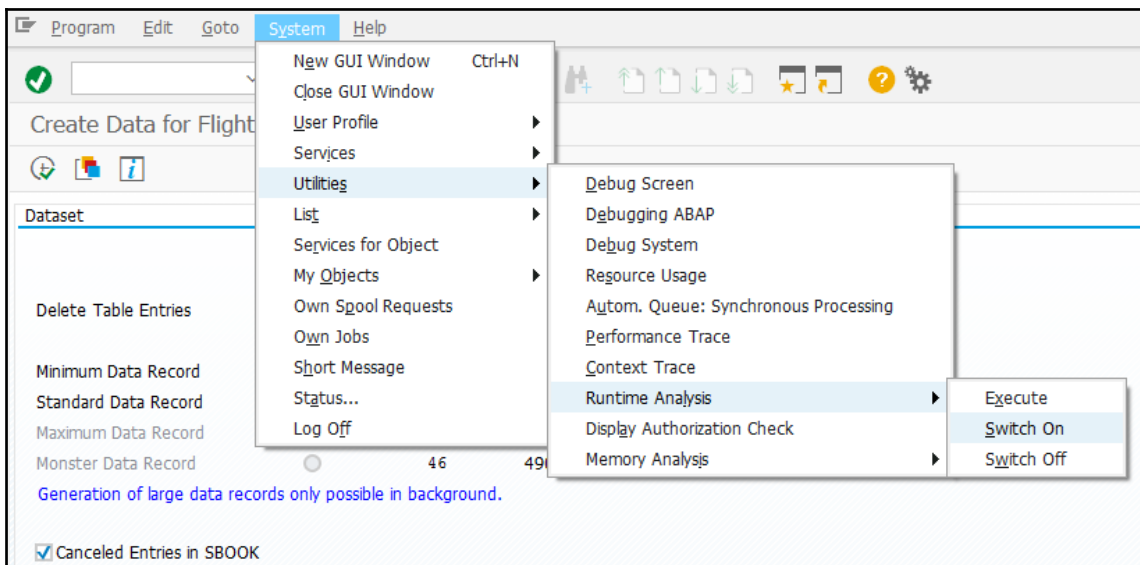 Program Edit Goto System Help
New GUI Window Ctrl+N
Close GUI Window
Create Data for Flight
User Profile
Services
Utilities
List
Services for Object
My Objects
Own Spool Requests
Own Jobs
Short Message
Status...
Log Off
Debug Screen
Debugging ABAP
Debug System
Resource Usage
Autom. Queue: Synchronous Processing
Performance Trace
Context Trace
Runtime Analysis
Display Authorization Check
Memory Analysis
Execute
Switch On
Switch Off
Dataset
Delete Table Entries
Minimum Data Record
Standard Data Record
Maximum Data Record
Monster Data Record 46
Generation of large data records only possible in background.
Canceled Entries in SBOOK